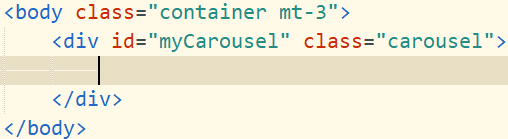 <body class="container mt-3">
    <div id="myCarousel" class="carousel">
    </div>
</body>